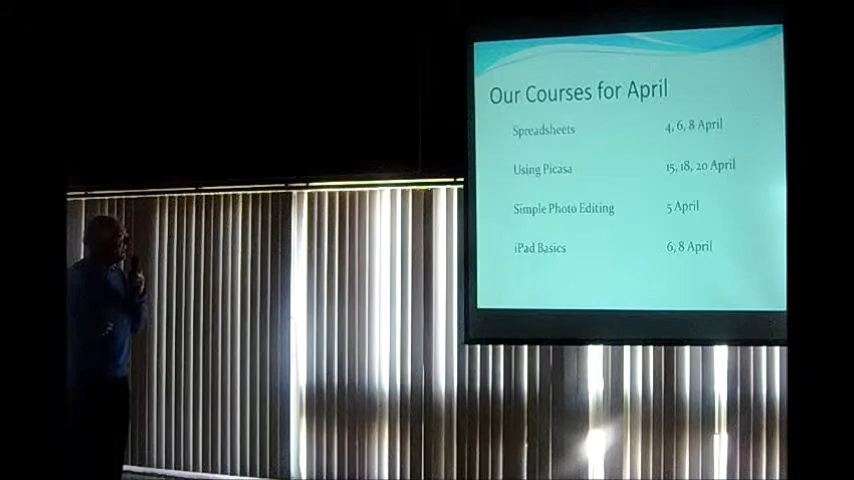 Our Courses for April
Spreadsheets 4, 6, 8 April
Using Picasa 15, 18, 20 April
Simple Photo Editing 5 April
iPad Basics 6, 8 April